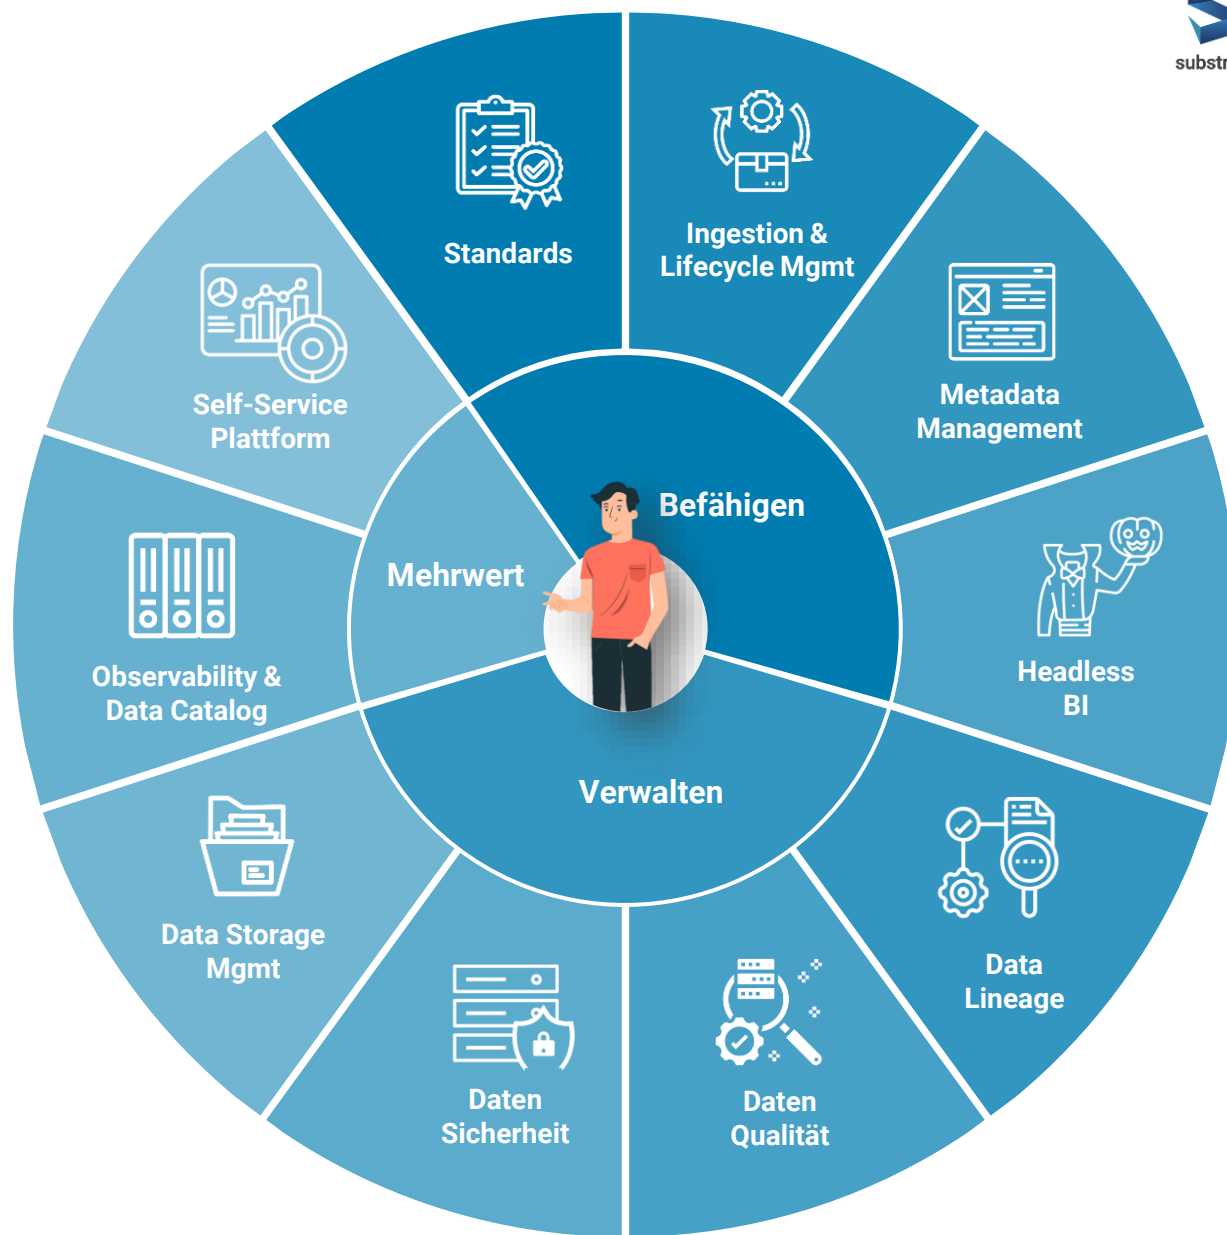 substr
Standards
Ingestion &
Lifecycle Mgmt
Metadata
Management
Headless
BI
Data
Lineage
Daten
Qualität
Daten
Sicherheit
Data Storage
Mgmt
Observability &
Data Catalog
Self-Service
Plattform
Befähigen
Verwalten
Mehrwert